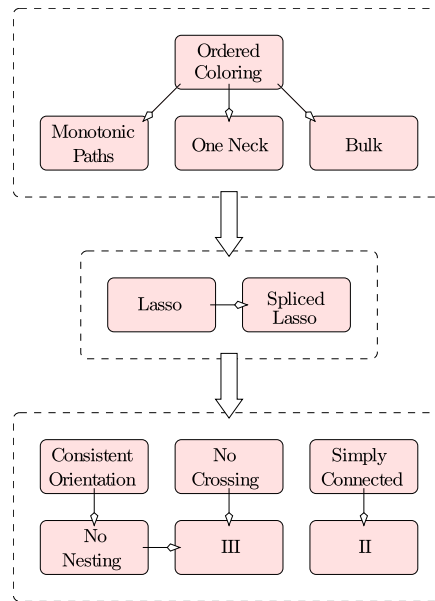 Ordered
Coloring
Monotonic
Paths
One Neck
Bulk
Lasso
Spliced
Lasso
Consistent
Orientation
No
Crossing
Simply
Connected
No
Nesting
III
II